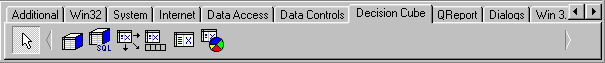 Additional Win32 System Internet Data Access Data Controls Decision Cube QReport Dialogs Win 3.
SQL